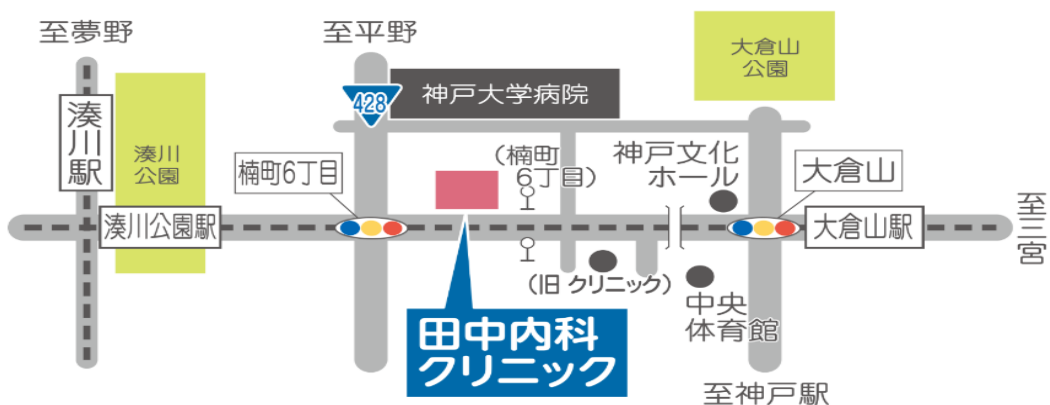 至夢野
至平野
大倉山
公園
428
神戸大学病院
湊川駅
湊川
公園
楠町6丁目
(楠町
6丁目)
神戸文化
ホール
大倉山
湊川公園駅
大倉山駅
至三宮
(旧 クリニック)
中央
体育館
田中内科
クリニック
至神戸駅